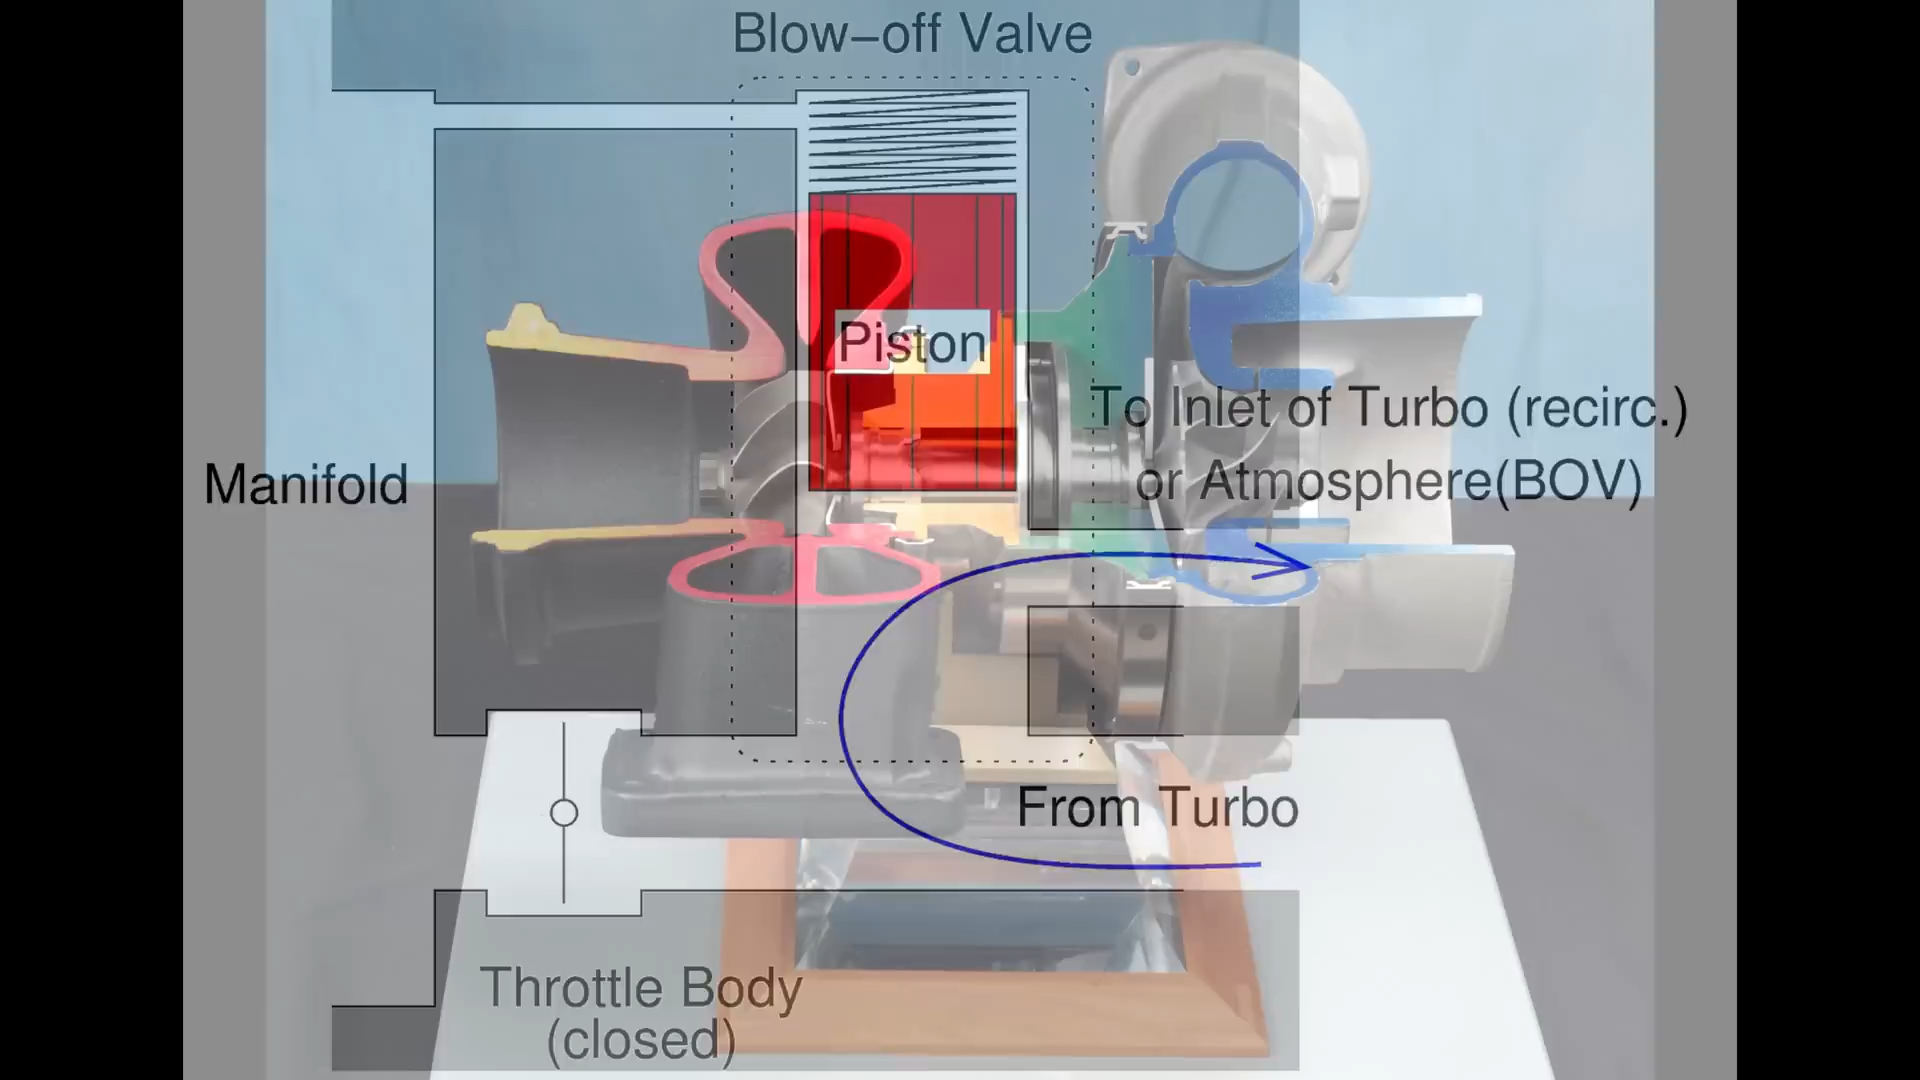 Blow–off Valve
Piston
To Inlet of Turbo (recirc.)
or Atmosphere(BOV)
Manifold
From Turbo
Throttle Body
(closed)